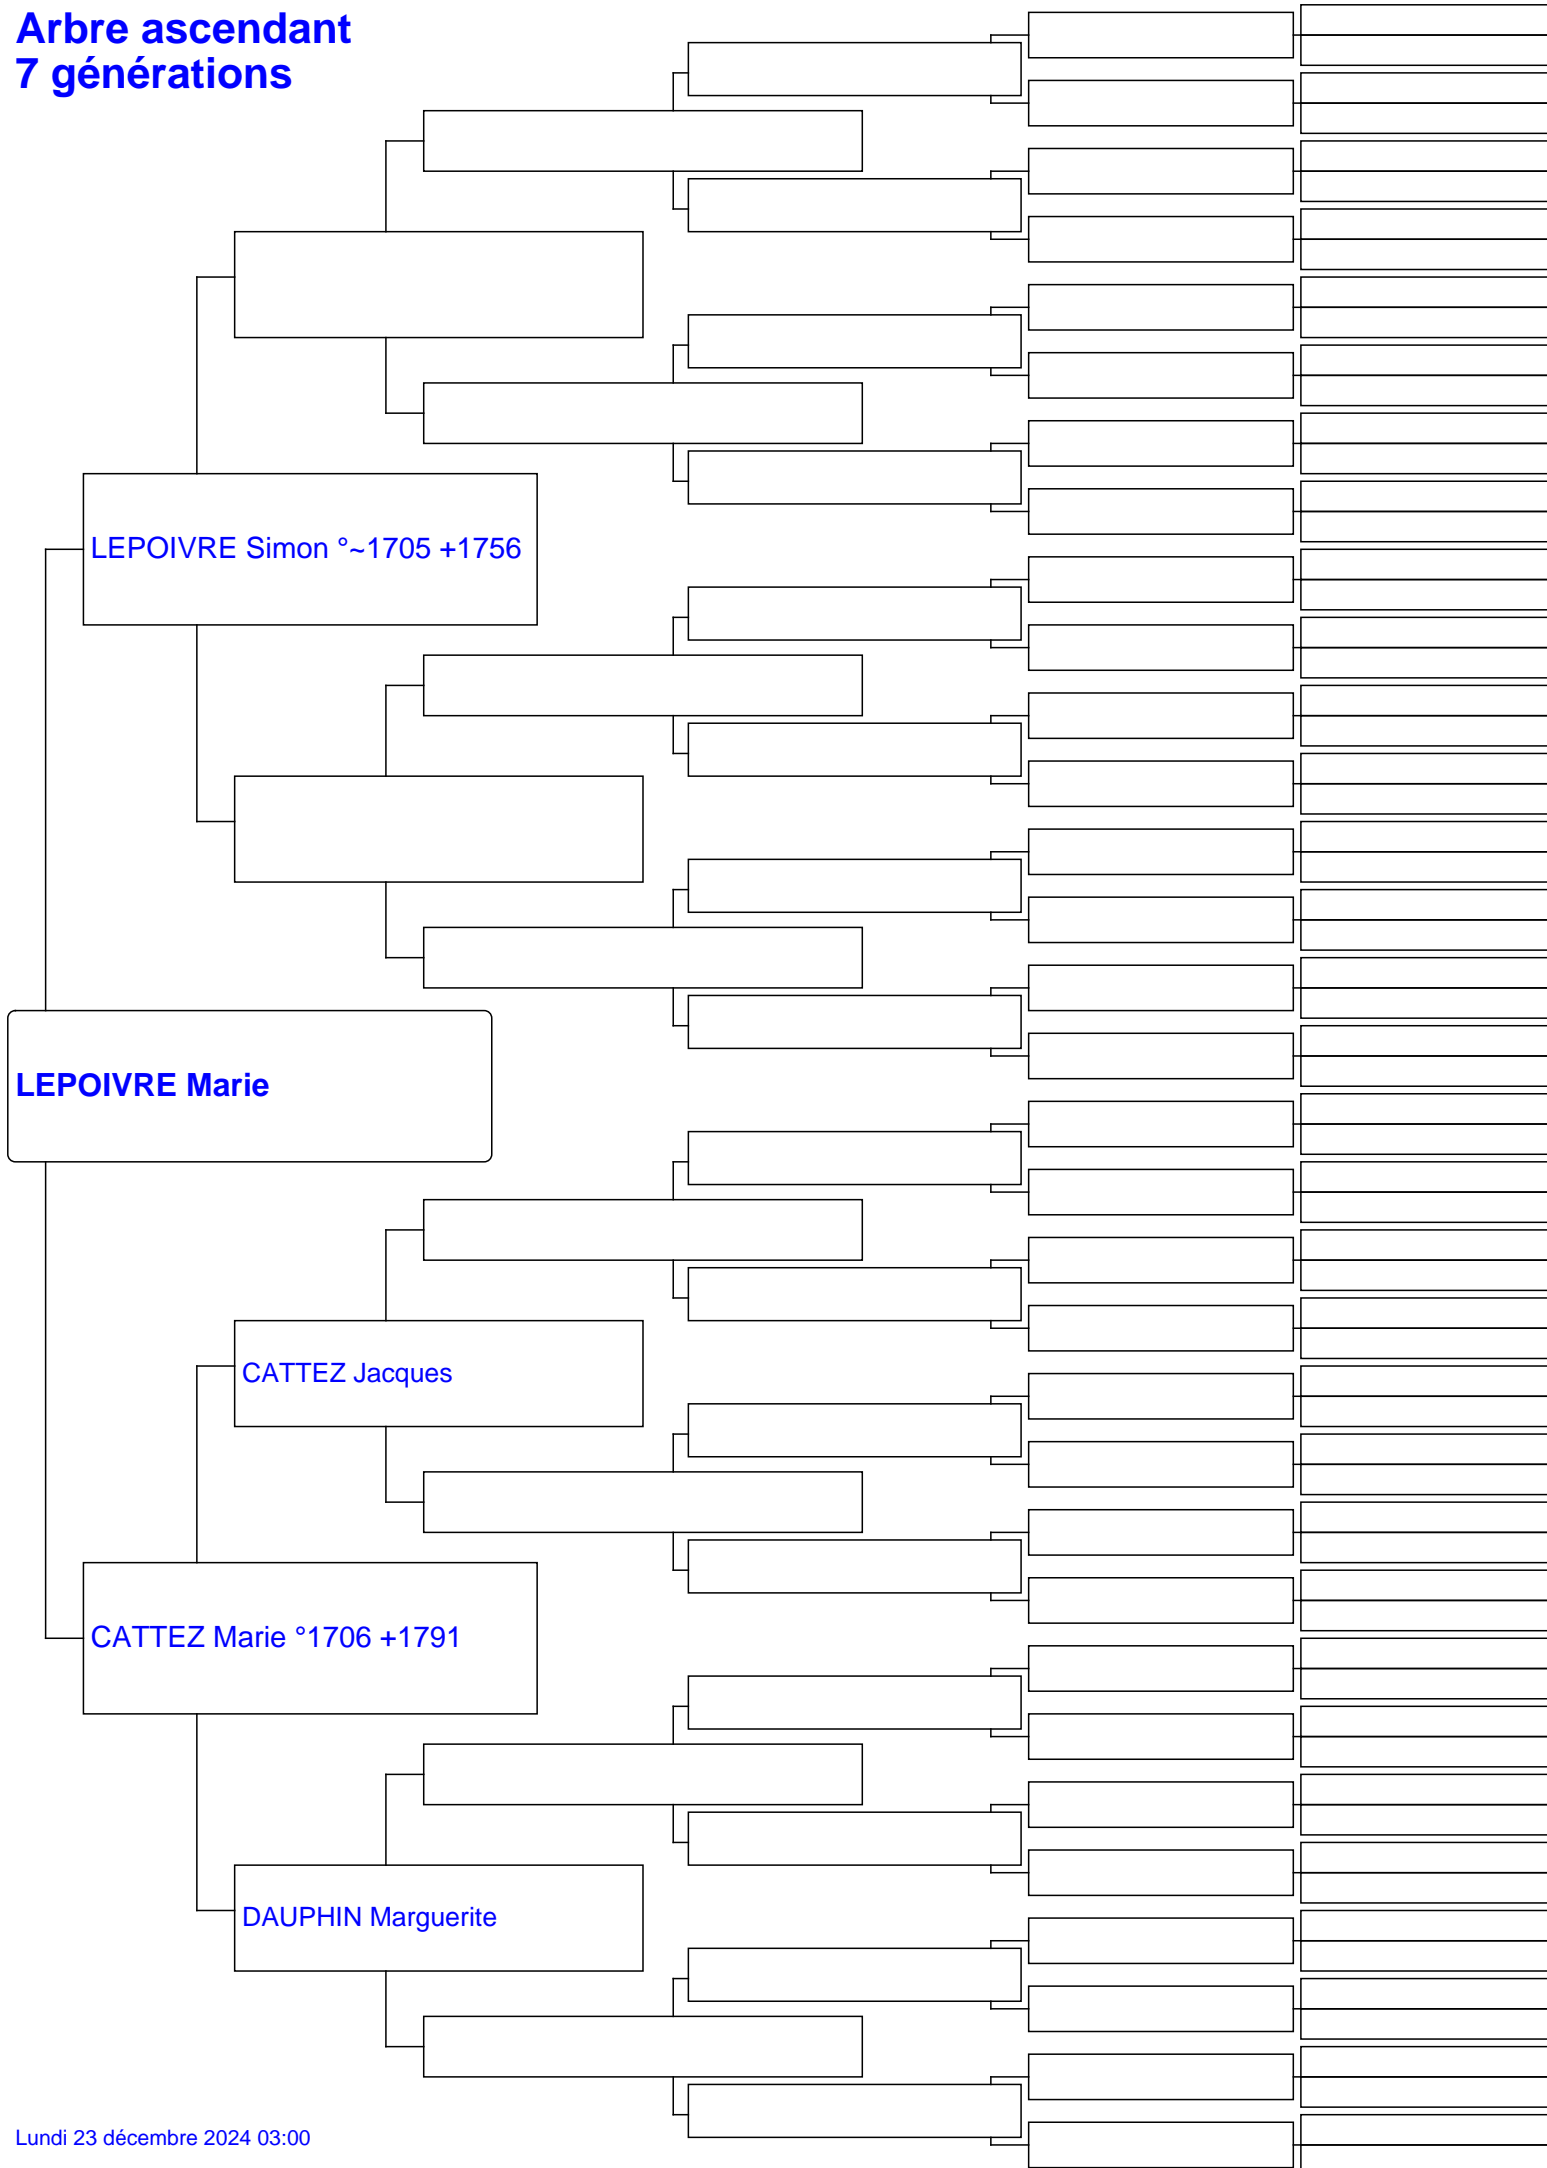 Arbre ascendant
7 générations
LEPOIVRE Simon °~1705 +1756
LEPOIVRE Marie
CATTEZ Jacques
CATTEZ Marie °1706 +1791
DAUPHIN Marguerite
Lundi 23 décembre 2024 03:00